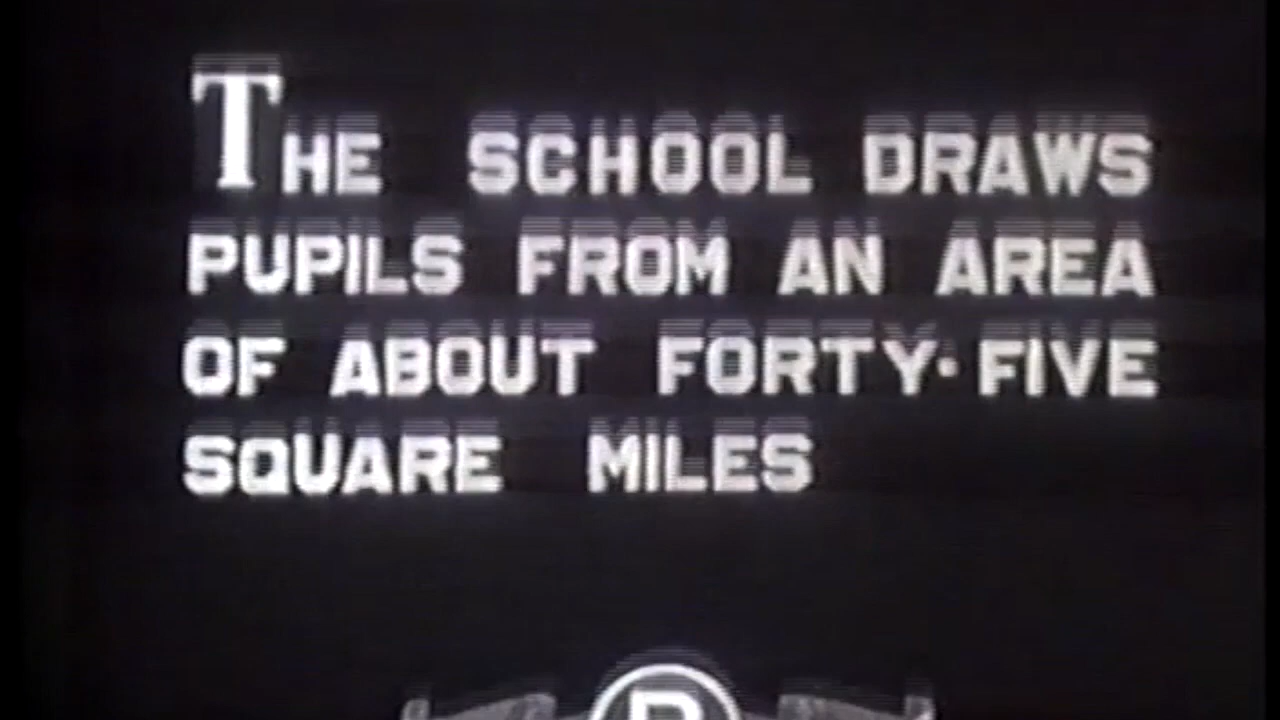 THE SCHOOL DRAWS
PUPILS FROM AN AREA
OF ABOUT FORTY-FIVE
SQUARE MILES